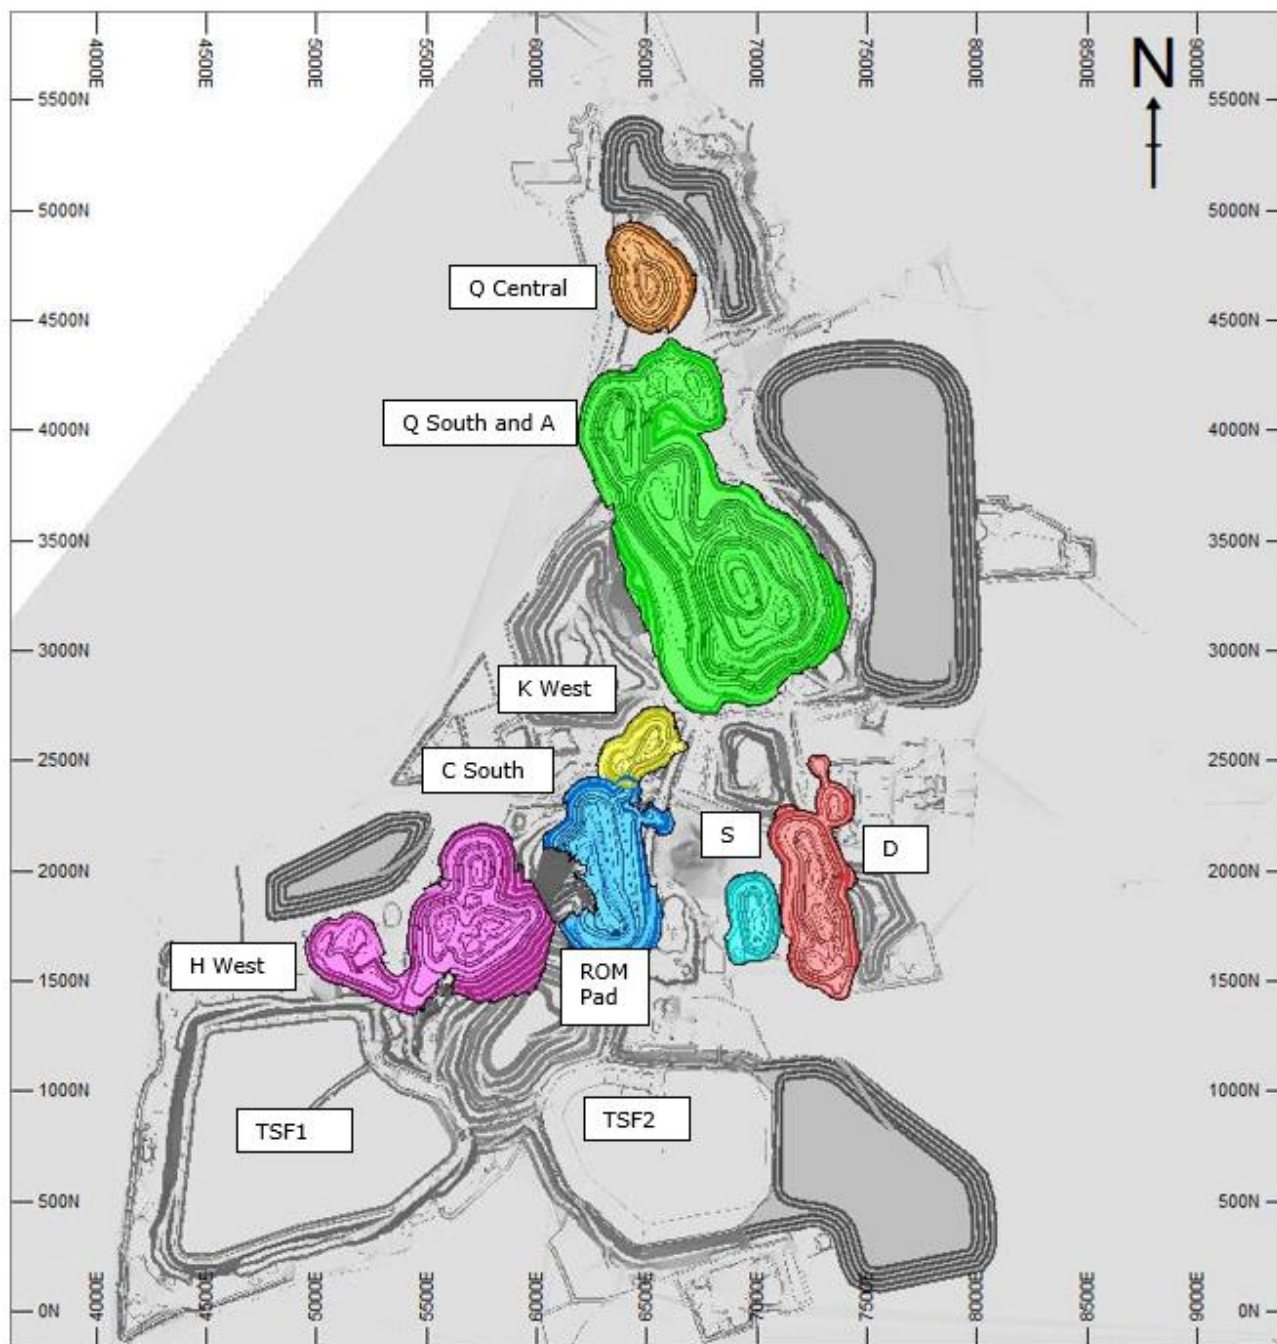 4000E 4500E 5000E 5500E 6000E 6500E 7000E 7500E 8000E 8500E 9000E
N
5500N 5500N
5000N 5000N
Q Central
4500N 4500N
Q South and A
4000N 4000N
3500N 3500N
3000N 3000N
K West
2500N 2500N
C South
S
D
2000N 2000N
H West
ROM
Pad
1500N 1500N
1000N 1000N
TSF1
TSF2
500N 500N
0N 0N
4000E 4500E 5000E 5500E 6000E 6500E 7000E 7500E 8000E 8500E 9000E